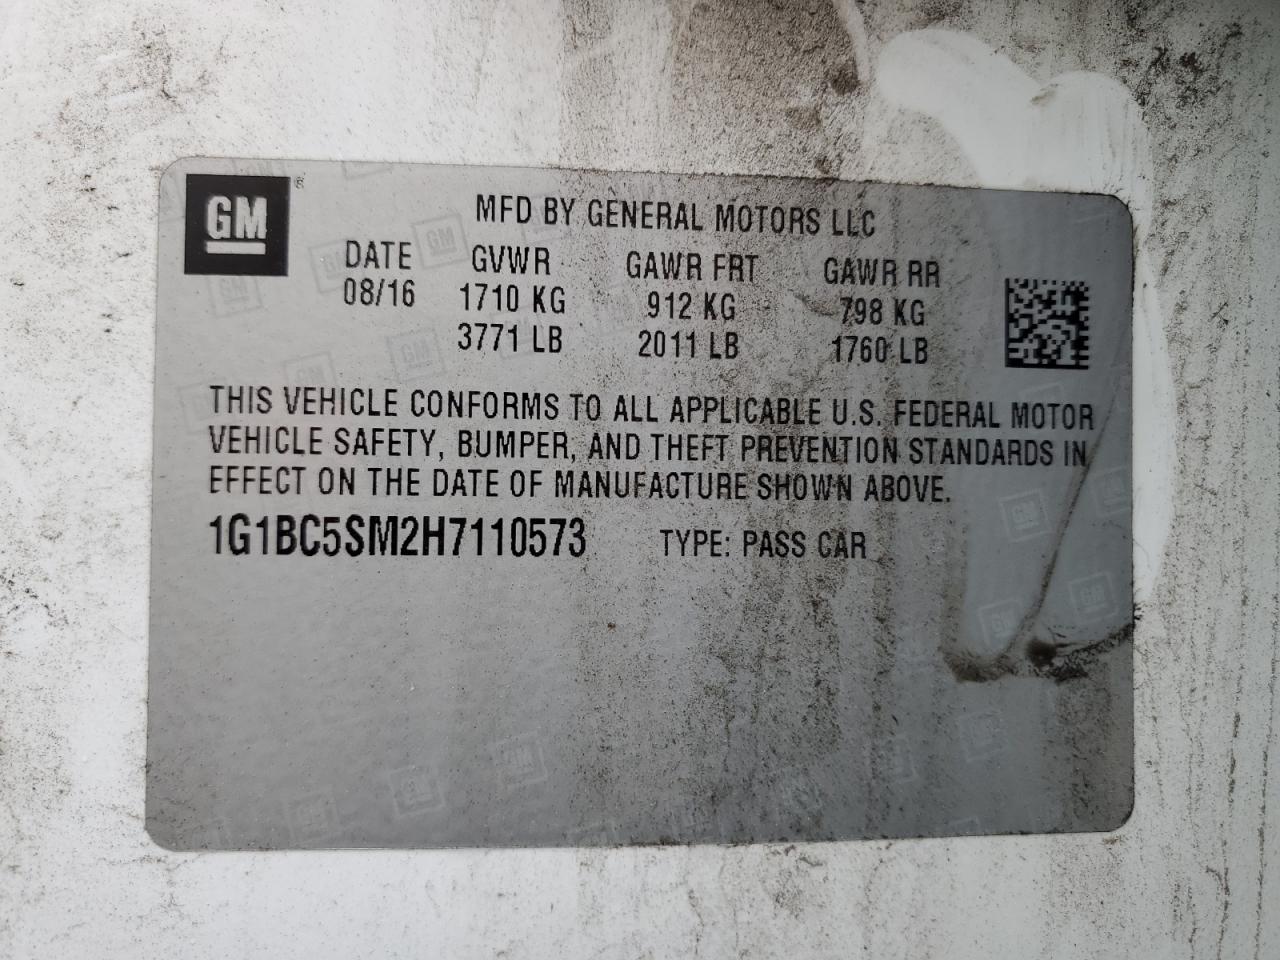 GM®
MFD BY GENERAL MOTORS LLC
DATE GVWR GAWR FRT GAWR RR
08/16 1710 KG 912 KG 798 KG
3771 LB 2011 LB 1760 LB
THIS VEHICLE CONFORMS TO ALL APPLICABLE U.S. FEDERAL MOTOR
VEHICLE SAFETY, BUMPER, AND THEFT PREVENTION STANDARDS IN
EFFECT ON THE DATE OF MANUFACTURE SHOWN ABOVE.
1G1BC5SM2H7110573 TYPE: PASS CAR